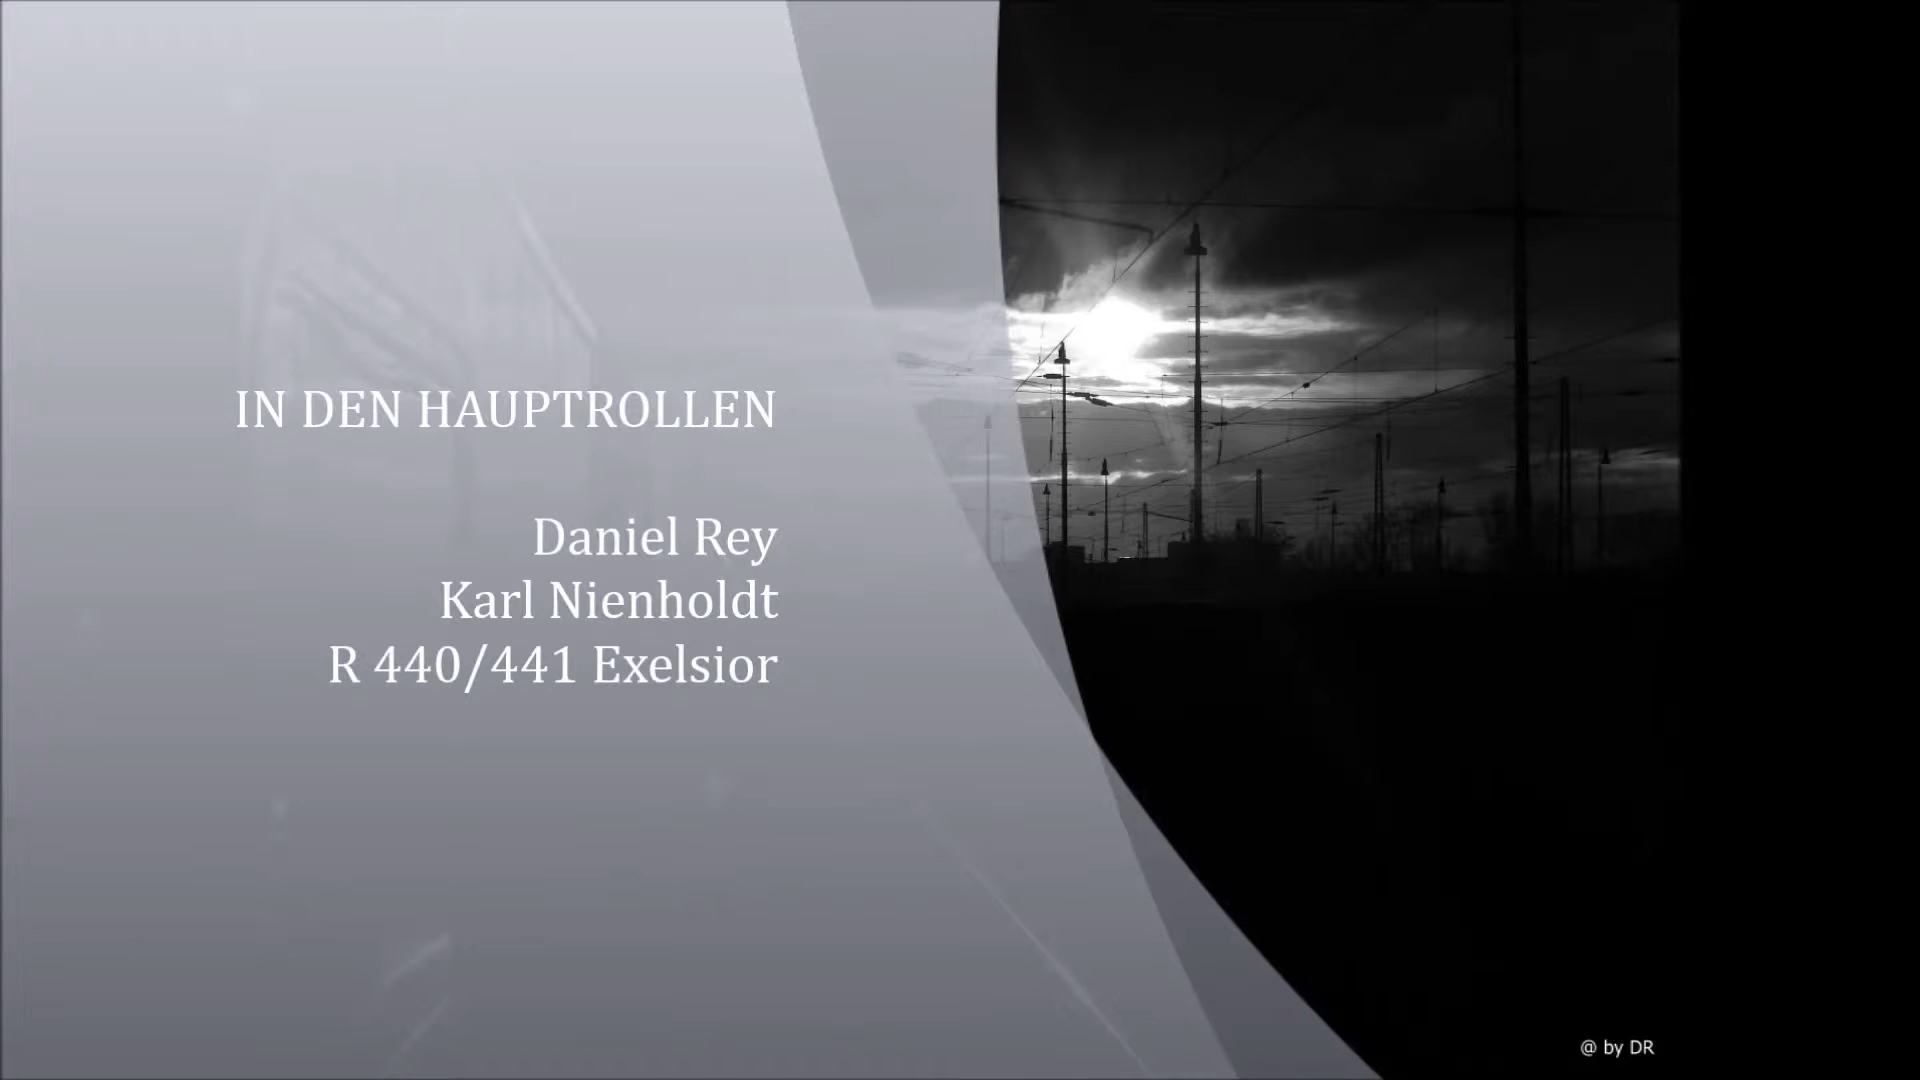 IN DEN HAUPTROLLEN
Daniel Rey
Karl Nienholdt
R 440/441 Exelsior
@ by DR